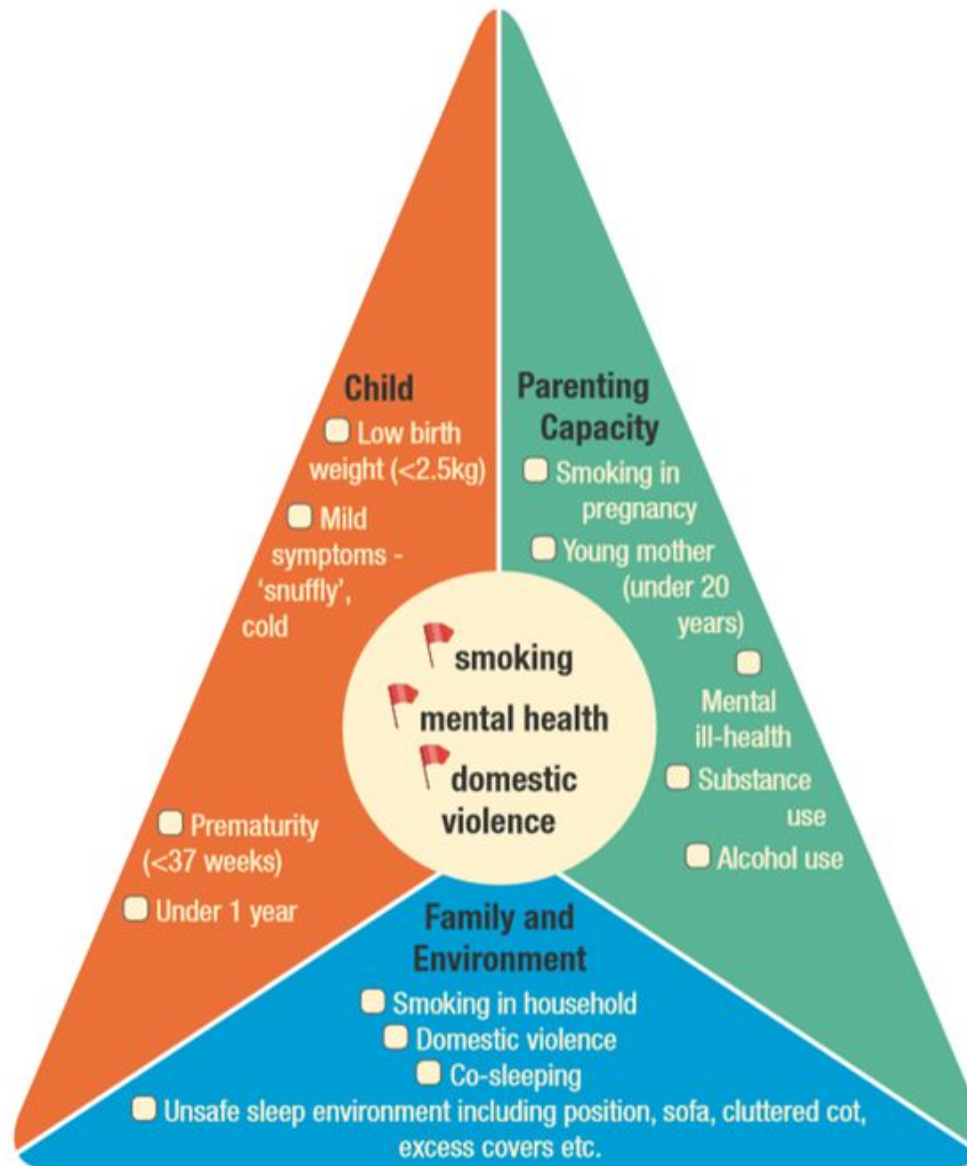 Child
Low birth
weight (<2.5kg)
Mild
symptoms -
‘snuffly’,
cold
Prematurity
(<37 weeks)
Under 1 year
Parenting
Capacity
Smoking in
pregnancy
Young mother
(under 20
years)
Mental
ill-health
Substance
use
Alcohol use
smoking
mental health
domestic
violence
Family and
Environment
Smoking in household
Domestic violence
Co-sleeping
Unsafe sleep environment including position, sofa, cluttered cot,
excess covers etc.